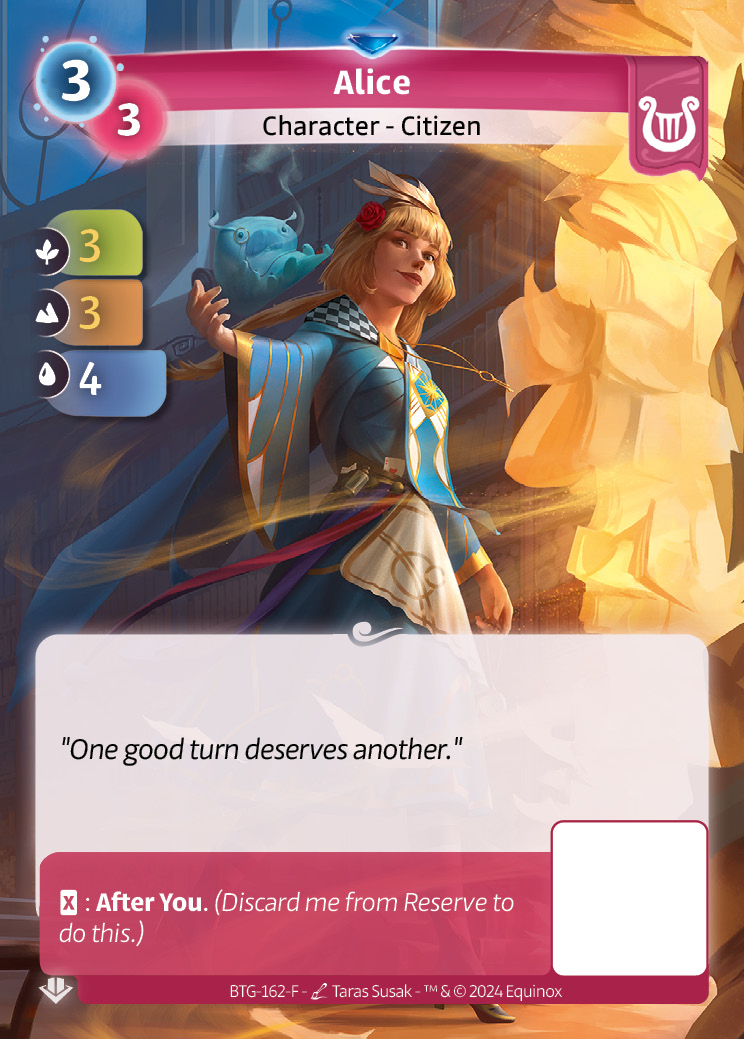 3
Alice
3
Character - Citizen
3
3
4
"One good turn deserves another."
X : After You. (Discard me from Reserve to
do this.)
BTG-162-F - Taras Susak - ™ & © 2024 Equinox